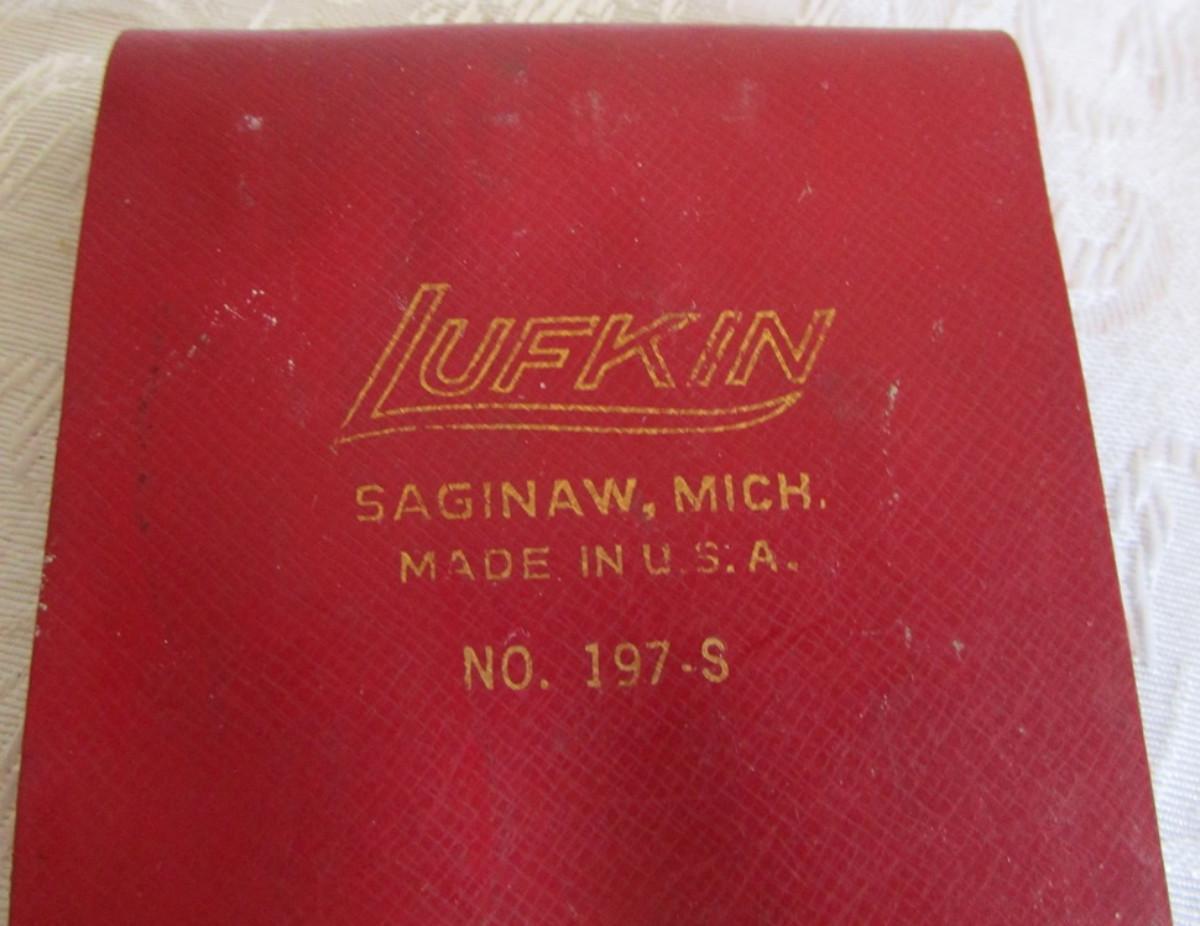 LUFKIN
SAGINAW, MICH.
MADE IN U.S.A.
NO. 197-S